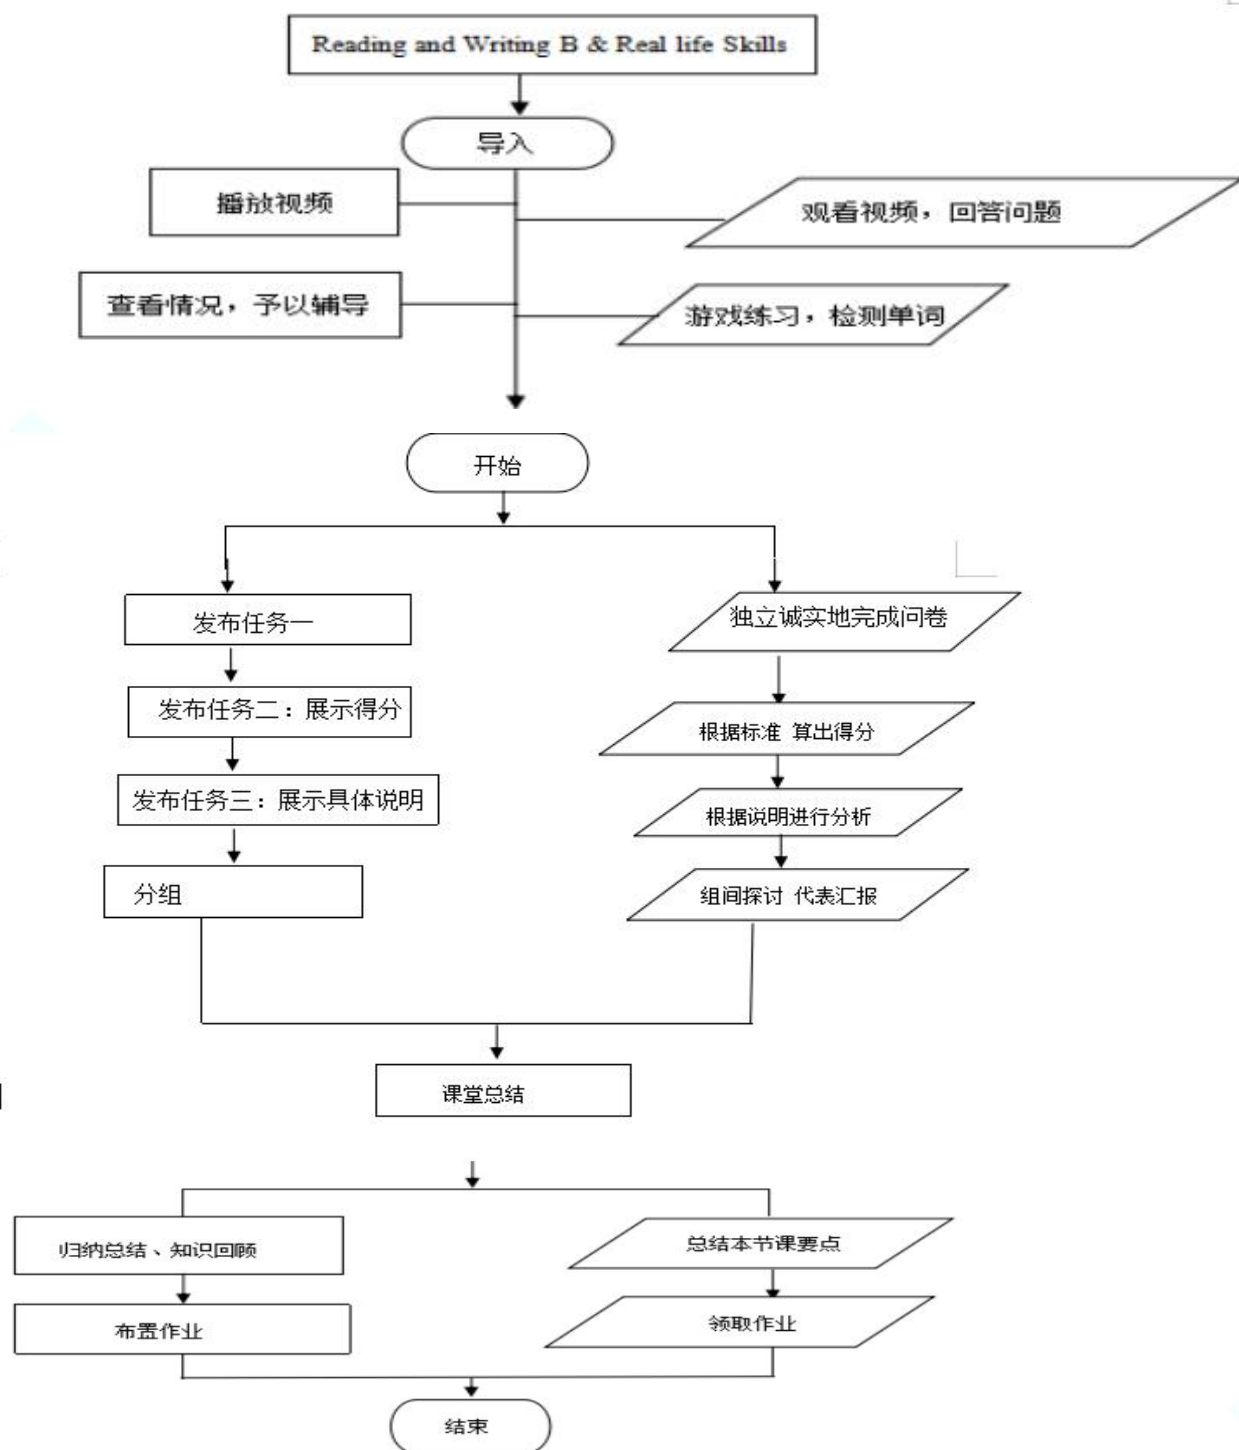 Reading and Writing B & Real life Skills
导入
播放视频
观看视频，回答问题
查看情况，予以辅导
游戏练习，检测单词
开始
发布任务一
独立诚实地完成问卷
发布任务二：展示得分
根据标准 算出得分
发布任务三：展示具体说明
根据说明进行分析
分组
组间探讨 代表汇报
课堂总结
归纳总结、知识回顾
总结本节课要点
布置作业
领取作业
结束